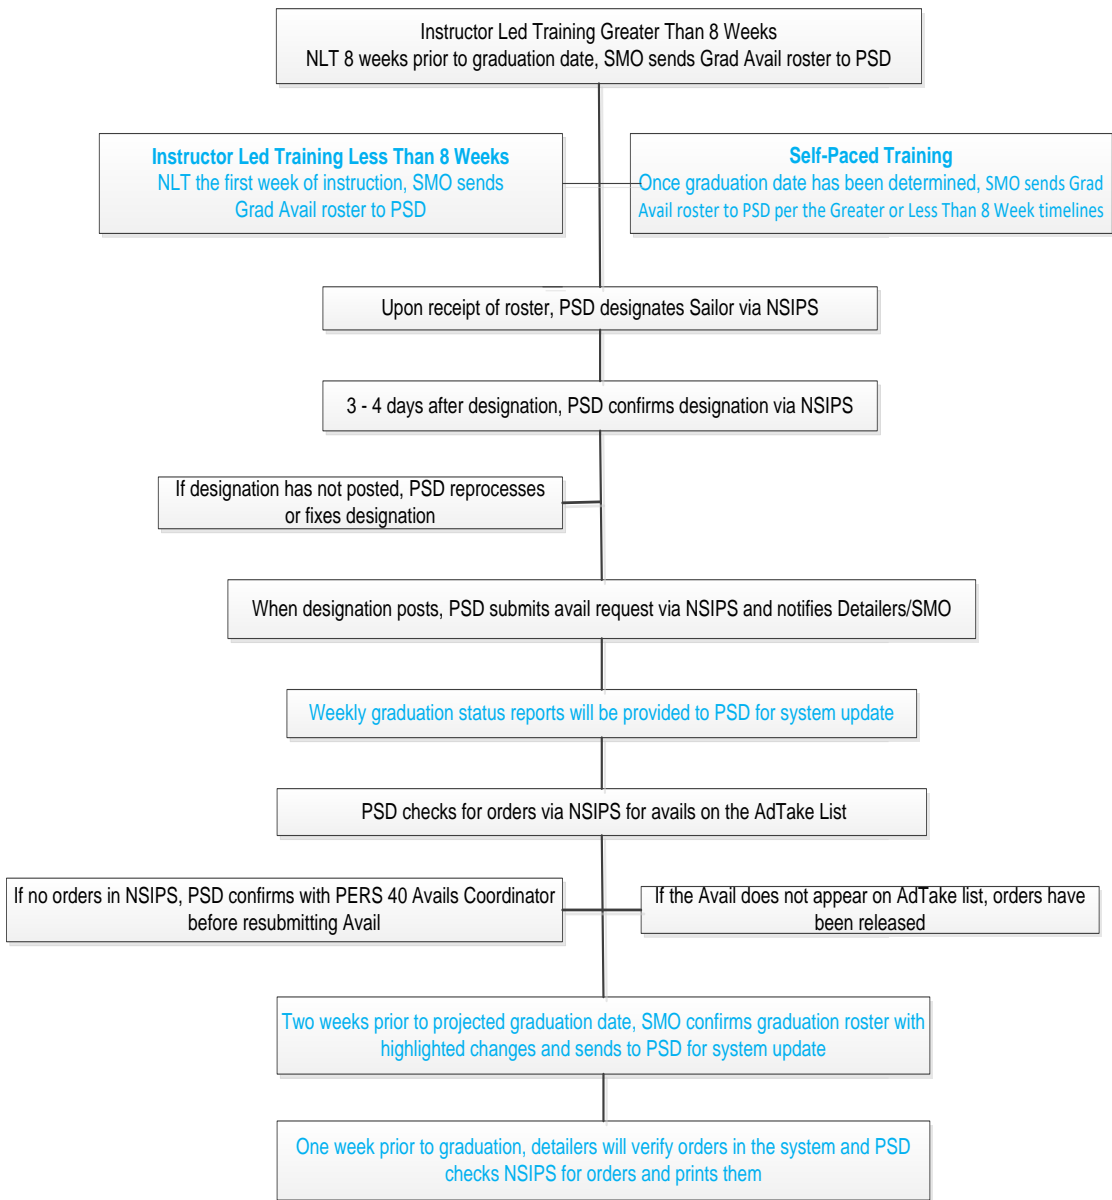 Instructor Led Training Greater Than 8 Weeks
NLT 8 weeks prior to graduation date, SMO sends Grad Avail roster to PSD
Instructor Led Training Less Than 8 Weeks
NLT the first week of instruction, SMO sends
Grad Avail roster to PSD
Self-Paced Training
Once graduation date has been determined, SMO sends Grad
Avail roster to PSD per the Greater or Less Than 8 Week timelines
Upon receipt of roster, PSD designates Sailor via NSIPS
3 - 4 days after designation, PSD confirms designation via NSIPS
If designation has not posted, PSD reprocesses
or fixes designation
When designation posts, PSD submits avail request via NSIPS and notifies Detailers/SMO
Weekly graduation status reports will be provided to PSD for system update
PSD checks for orders via NSIPS for avails on the AdTake List
If no orders in NSIPS, PSD confirms with PERS 40 Avails Coordinator
before resubmitting Avail
If the Avail does not appear on AdTake list, orders have
been released
Two weeks prior to projected graduation date, SMO confirms graduation roster with
highlighted changes and sends to PSD for system update
One week prior to graduation, detailers will verify orders in the system and PSD
checks NSIPS for orders and prints them